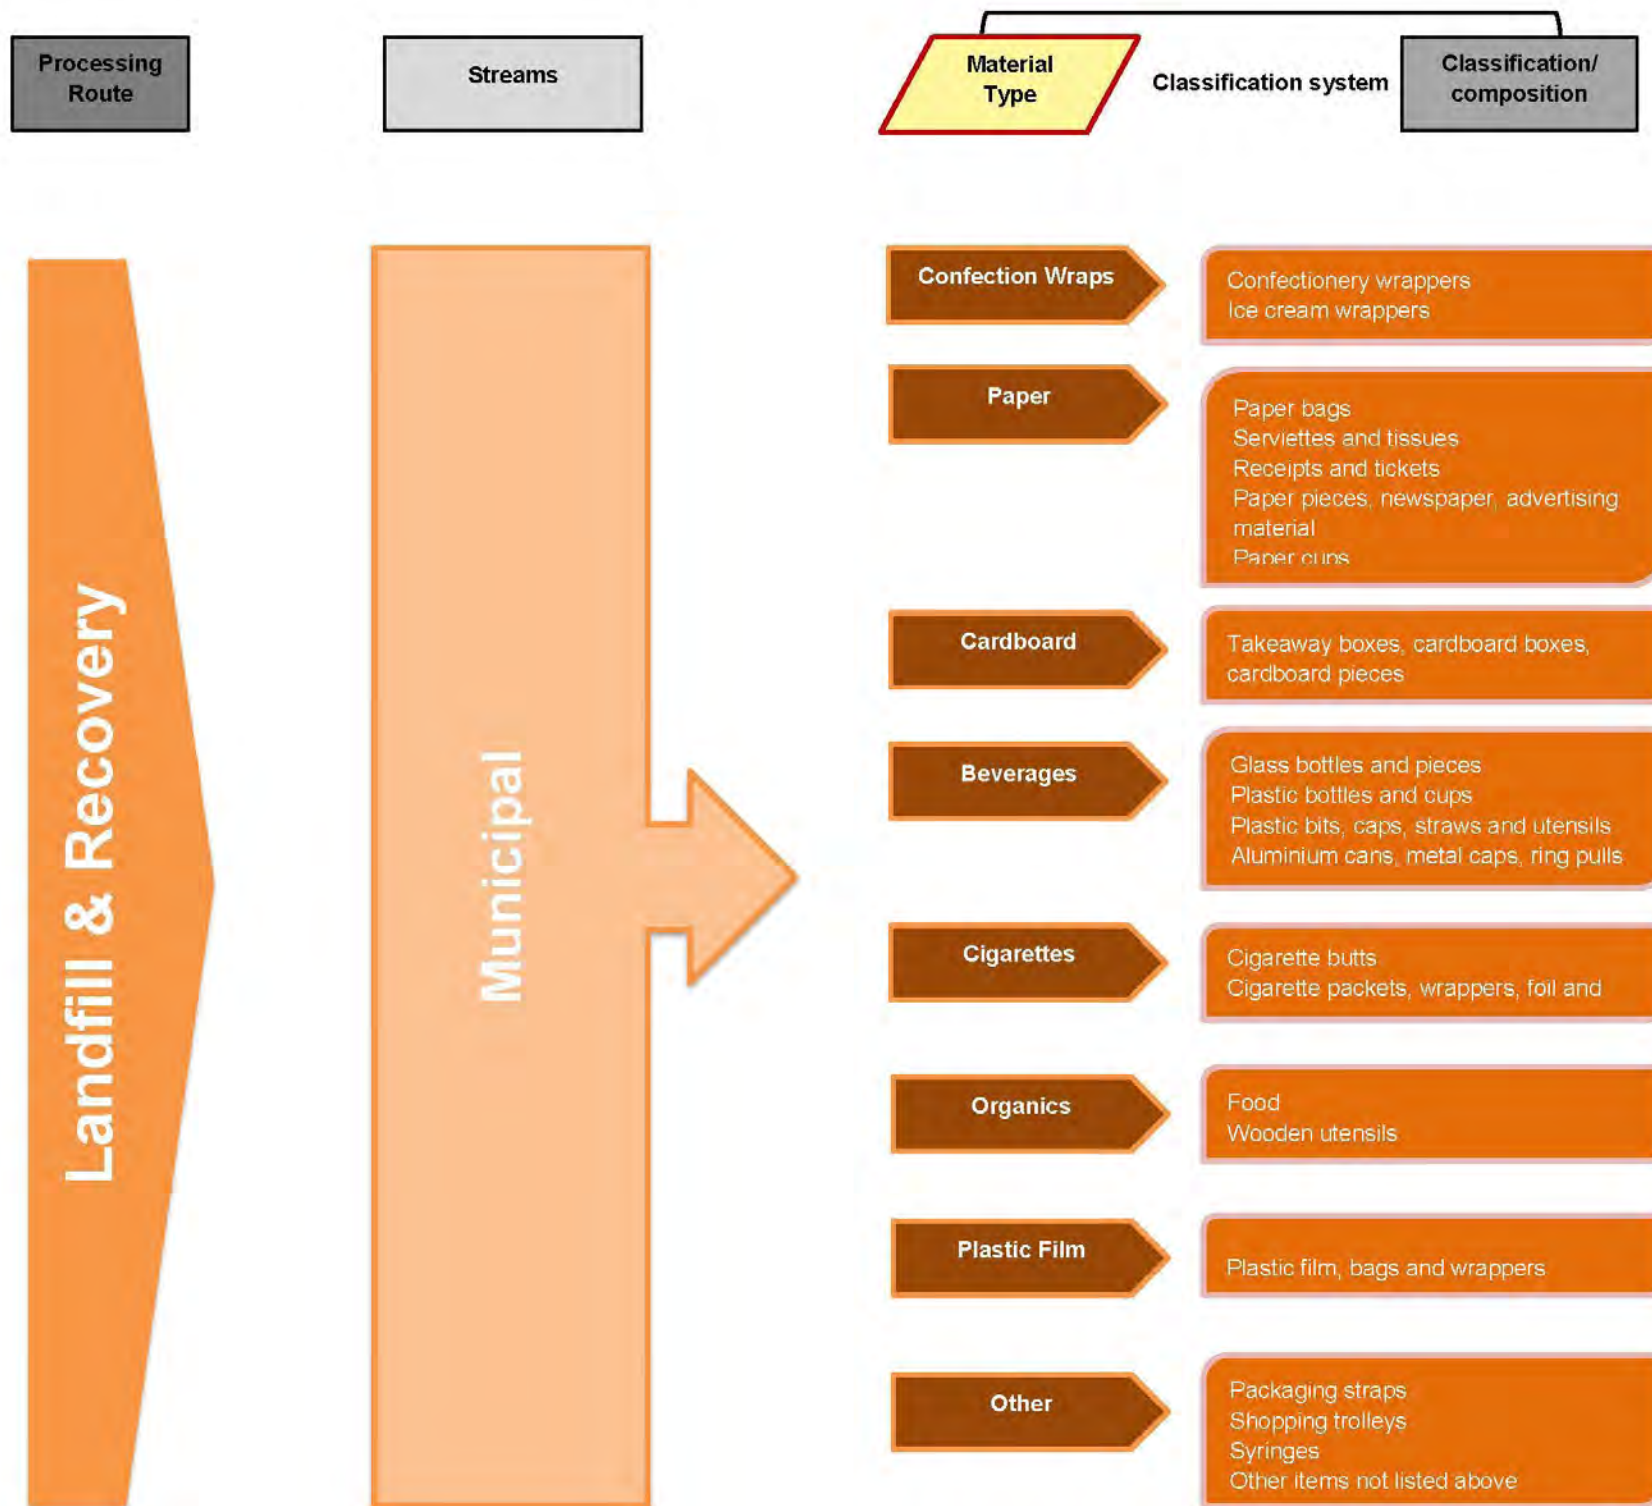 Processing
Route
Streams
Material
Type
Classification system
Classification/
composition
Landfill & Recovery
Municipal
Confection Wraps
Confectionery wrappers
Ice cream wrappers
Paper
Paper bags
Serviettes and tissues
Receipts and tickets
Paper pieces, newspaper, advertising
material
Paper cups
Cardboard
Takeaway boxes, cardboard boxes,
cardboard pieces
Beverages
Glass bottles and pieces
Plastic bottles and cups
Plastic bits, caps, straws and utensils
Aluminium cans, metal caps, ring pulls
Cigarettes
Cigarette butts
Cigarette packets, wrappers, foil and
Organics
Food
Wooden utensils
Plastic Film
Plastic film, bags and wrappers
Other
Packaging straps
Shopping trolleys
Syringes
Other items not listed above